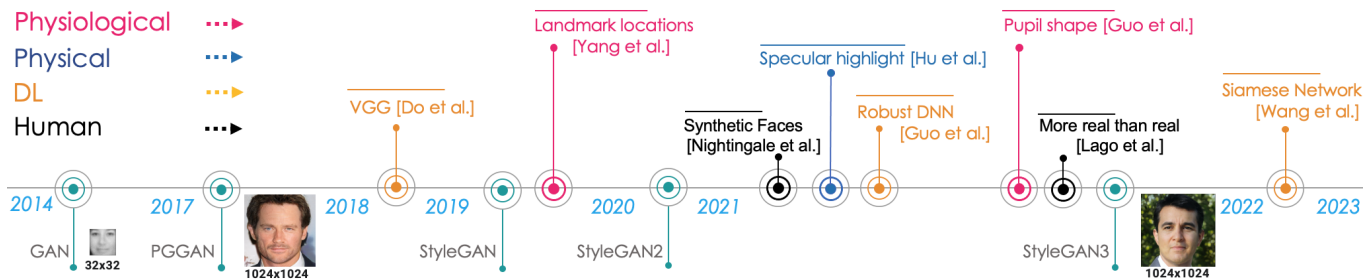 Physiological
Physical
DL
Human
VGG [Do et al.]
Landmark locations
[Yang et al.]
Synthetic Faces
[Nightingale et al.]
Specular highlight [Hu et al.]
Robust DNN
[Guo et al.]
Pupil shape [Guo et al.]
More real than real
[Lago et al.]
Siamese Network
[Wang et al.]
2014
2017
2018
2019
2020
2021
2022
2023
GAN
32x32
PGGAN
1024x1024
StyleGAN
StyleGAN2
StyleGAN3
1024x1024